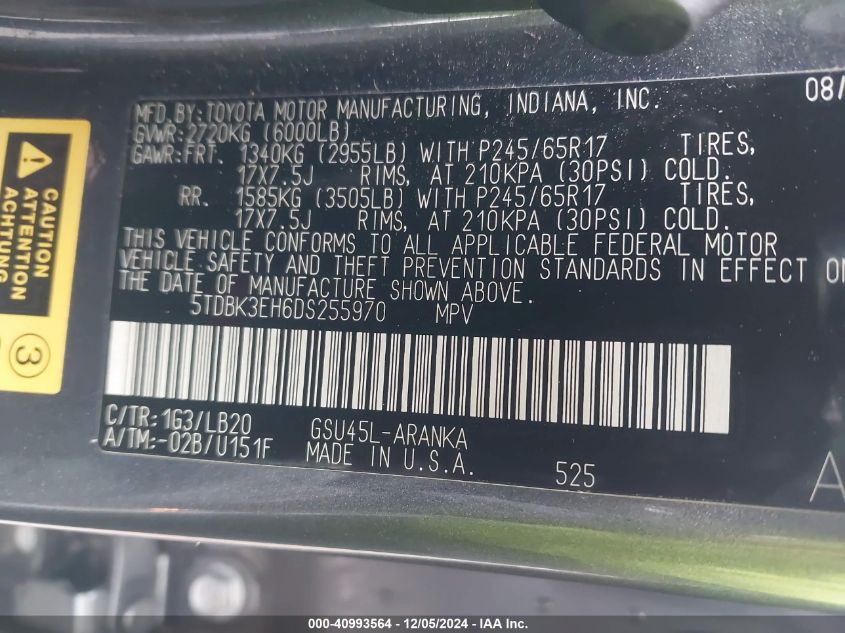 MFD.BY:TOYOTA MOTOR MANUFACTURING, INDIANA, INC. 08/
GVWR:2720KG (6000LB)
GAWR:FRT. 1340KG (2955LB) WITH P245/65R17 TIRES,
17X7.5J RIMS, AT 210KPA (30PSI) COLD.
RR. 1585KG (3505LB) WITH P245/65R17 TIRES,
17X7.5J RIMS, AT 210KPA (30PSI) COLD.
THIS VEHICLE CONFORMS TO ALL APPLICABLE FEDERAL MOTOR
VEHICLE SAFETY AND THEFT PREVENTION STANDARDS IN EFFECT ON
THE DATE OF MANUFACTURE SHOWN ABOVE.
5TDBK3EH6DS255970 MPV
C/TR:1G3/LB20 GSU45L-ARANKA
A/TM:-02B/U151F MADE IN U.S.A. 525
A
CAUTION
ATTENTION
ACHTUNG
3
000-40993564 - 12/05/2024 - IAA Inc.